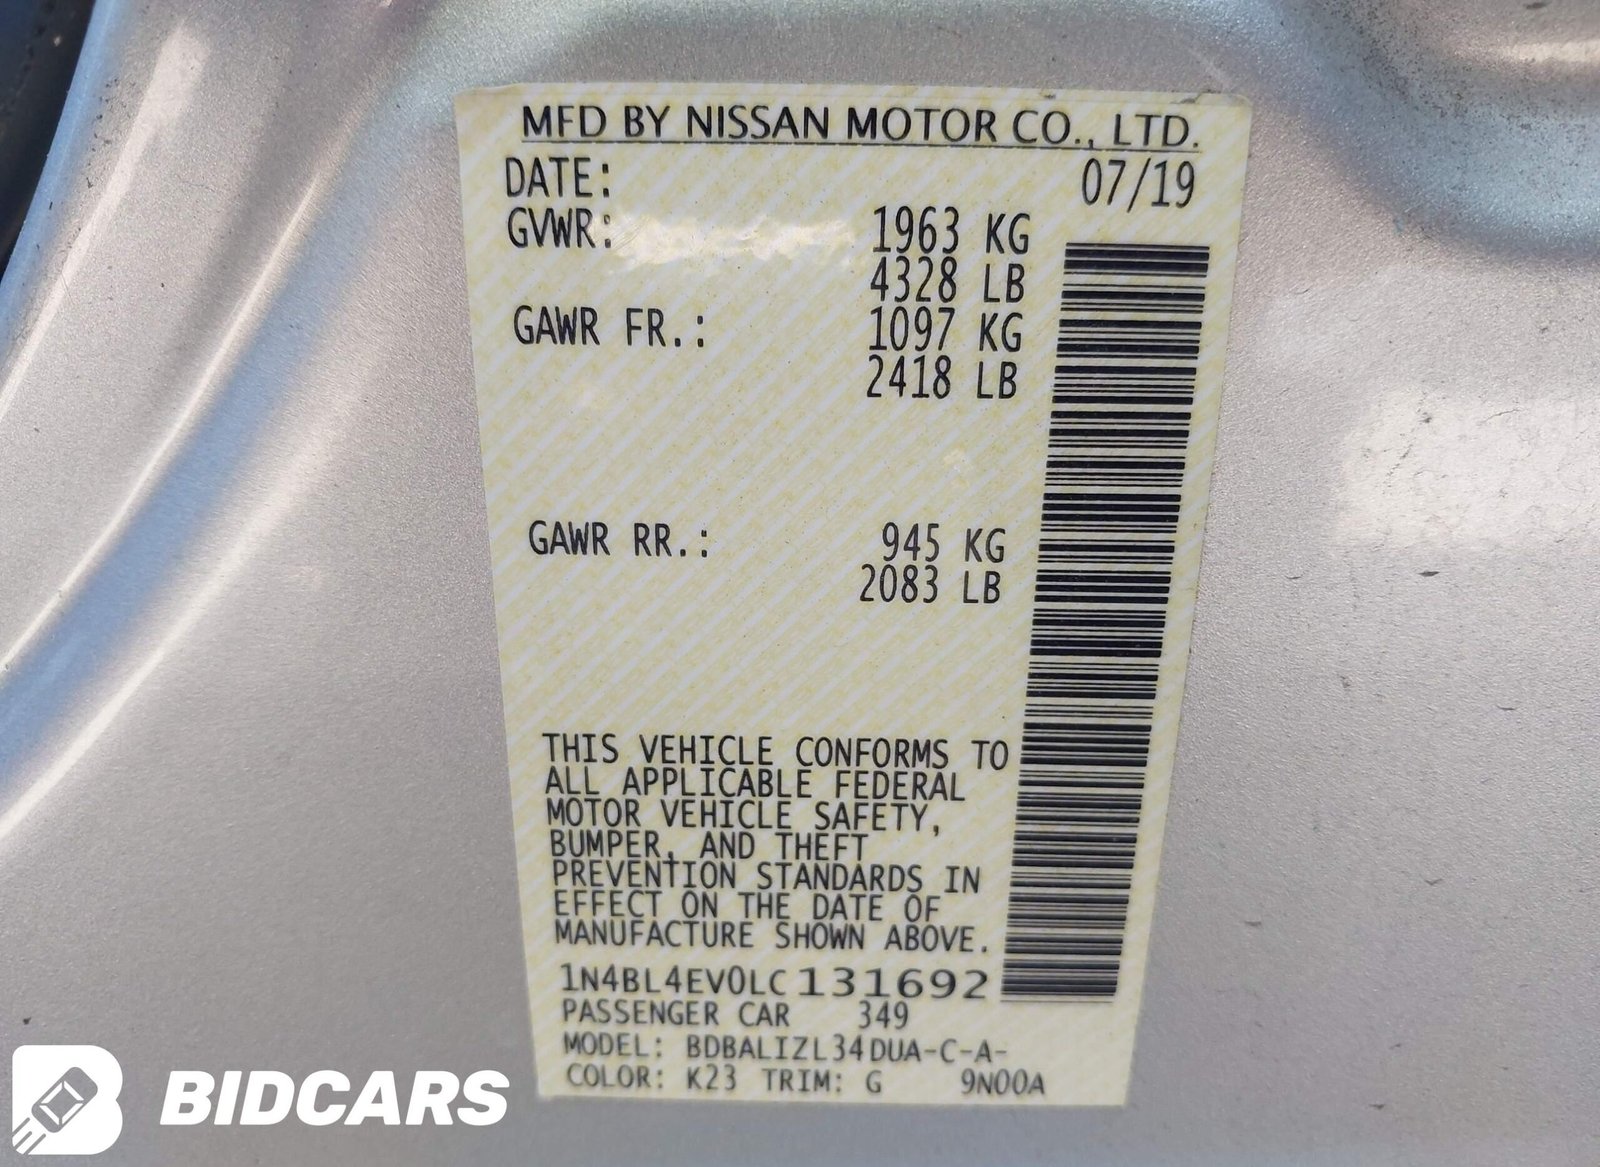 MFD BY NISSAN MOTOR CO., LTD.
DATE: 07/19
GVWR: 1963 KG
4328 LB
GAWR FR.: 1097 KG
2418 LB
GAWR RR.: 945 KG
2083 LB
THIS VEHICLE CONFORMS TO
ALL APPLICABLE FEDERAL
MOTOR VEHICLE SAFETY,
BUMPER, AND THEFT
PREVENTION STANDARDS IN
EFFECT ON THE DATE OF
MANUFACTURE SHOWN ABOVE.
1N4BL4EV0LC131692
PASSENGER CAR 349
MODEL: BDBALIZL34DUA-C-A-
COLOR: K23 TRIM: G 9N00A
BIDCARS